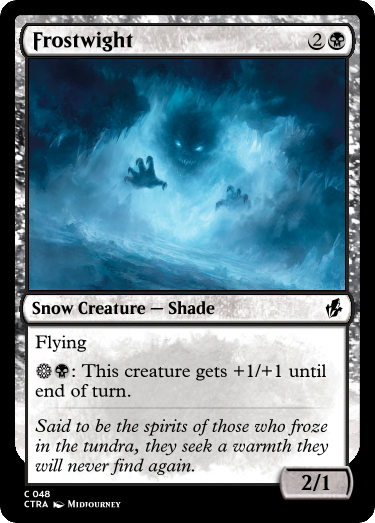 Frostwight 2
Snow Creature — Shade
Flying
: This creature gets +1/+1 until
end of turn.
Said to be the spirits of those who froze
in the tundra, they seek a warmth they
will never find again.
2/1
C 048
CTRA Midjourney